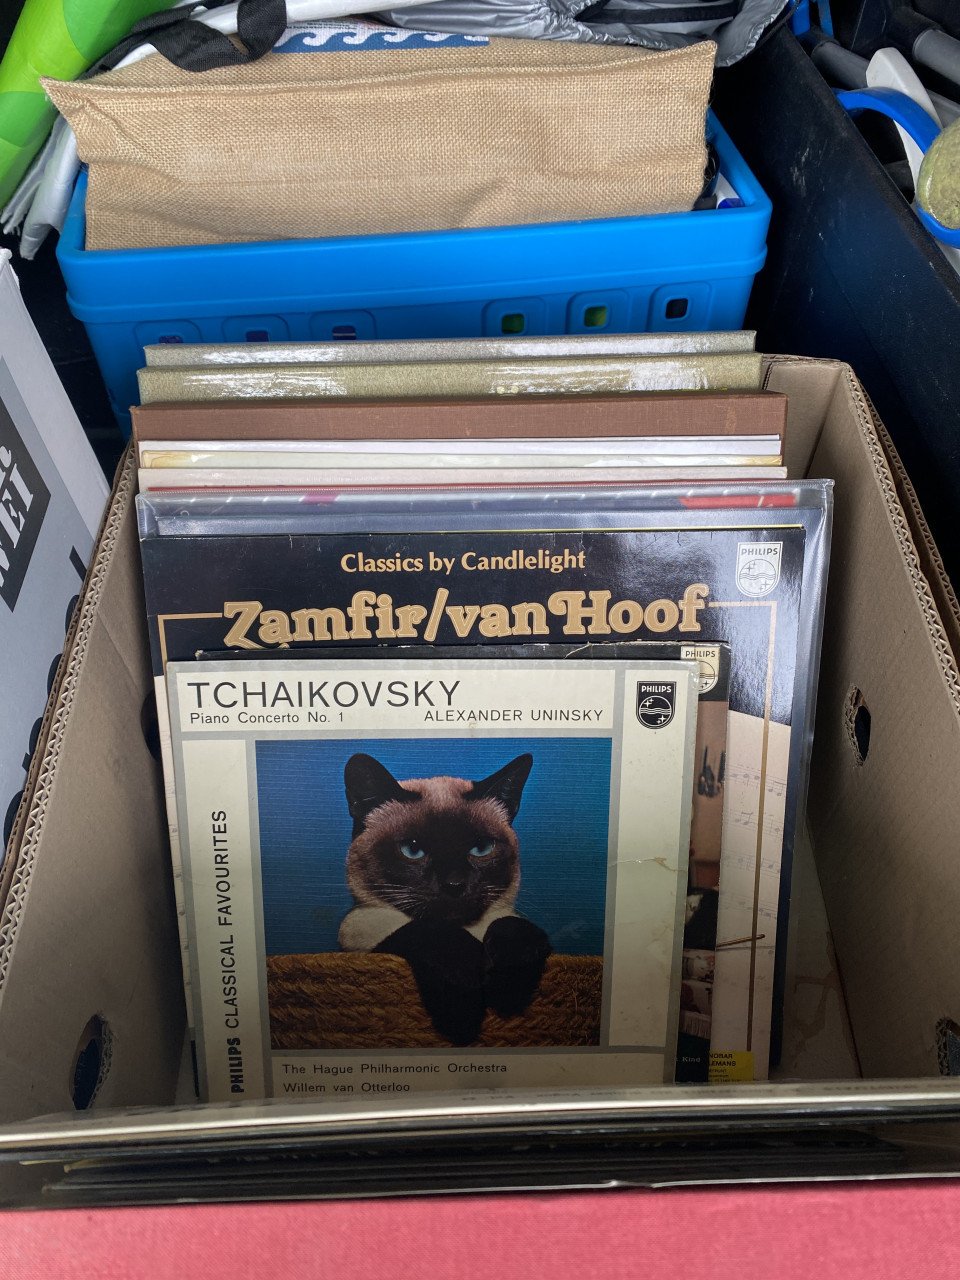 Classics by Candlelight
PHILIPS
Zamfir/van Hoof
PHILIPS
TCHAIKOVSKY
PHILIPS
Piano Concerto No. 1
ALEXANDER UNINSKY
PHILIPS CLASSICAL FAVOURITES
The Hague Philharmonic Orchestra
Willem van Otterloo
Kind